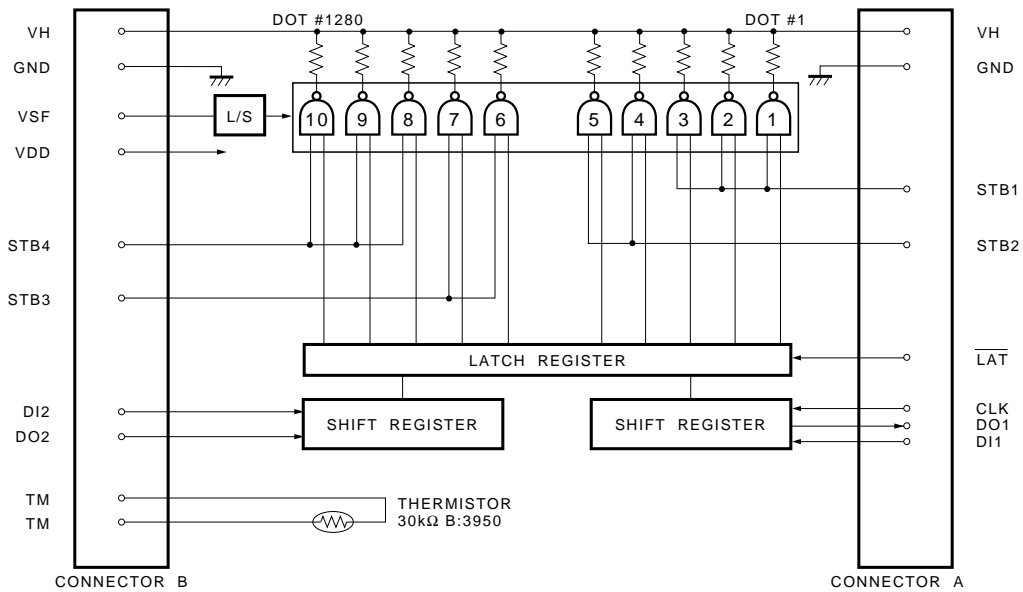 DOT #1280
DOT #1
VH
GND
VSF
VDD
STB4
STB3
DI2
DO2
TM
TM
L/S
10 9 8 7 6 5 4 3 2 1
LATCH REGISTER
SHIFT REGISTER
SHIFT REGISTER
THERMISTOR
30kΩ B:3950
VH
GND
STB1
STB2
LAT
CLK
DO1
DI1
CONNECTOR B
CONNECTOR A